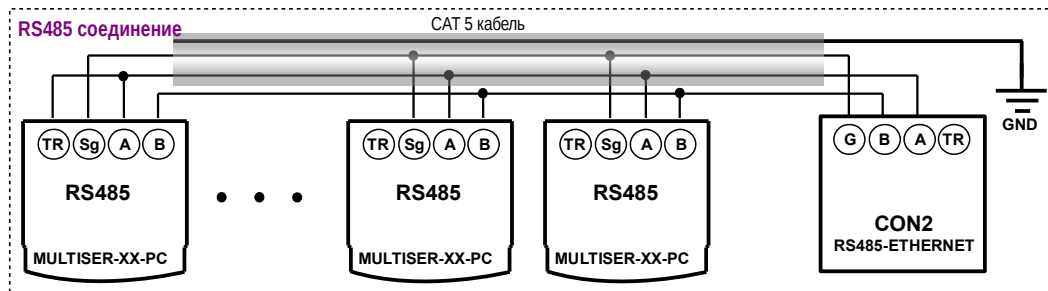 RS485 соединение
CAT 5 кабель
GND
TR Sg A B
TR Sg A B
TR Sg A B
G B A TR
RS485
RS485
RS485
CON2
RS485-ETHERNET
MULTISER-XX-PC
MULTISER-XX-PC
MULTISER-XX-PC